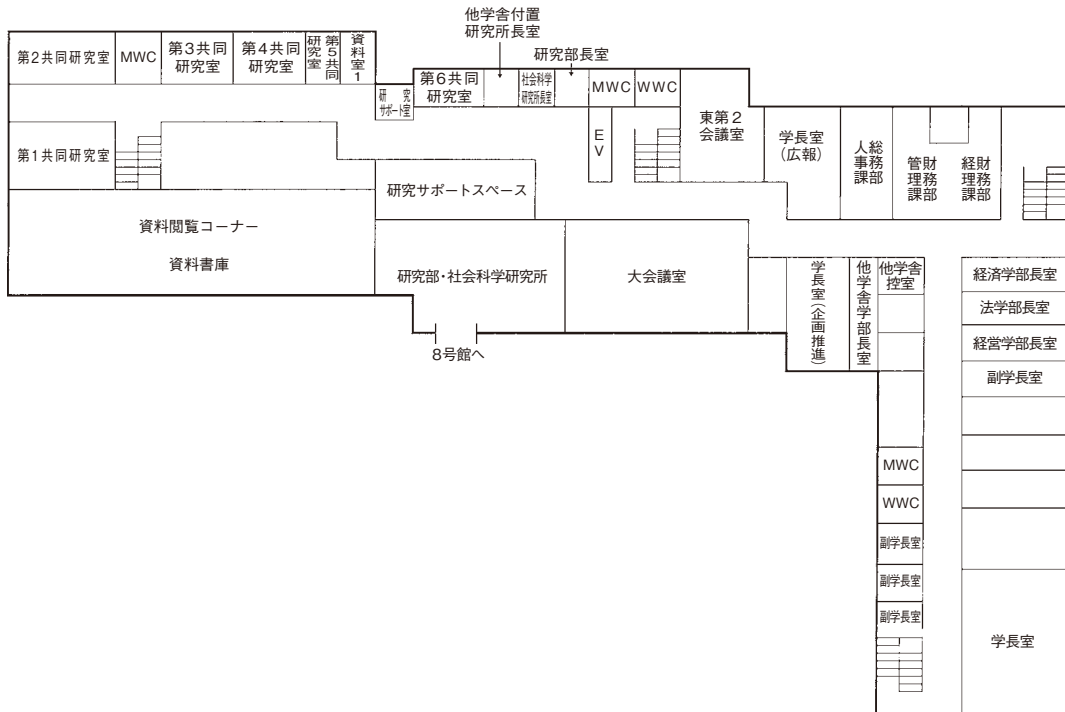 他学舎付置
研究所長室
研究部長室
第2共同研究室
MWC
第3共同
研究室
第4共同
研究室
第5共同
研究室
資料室1
研　究
サポート室
第6共同
研究室
社会科学
研究所長室
MWC
WWC
東第2
会議室
EV
学長室
(広報)
総務部
人事課
財務部
管理課
財務部
経理課
第1共同研究室
研究サポートスペース
資料閲覧コーナー
資料書庫
研究部・社会科学研究所
大会議室
8号館へ
学長室(企画推進)
他学舎学部長室
他学舎
控室
経済学部長室
法学部長室
経営学部長室
副学長室
MWC
WWC
副学長室
副学長室
副学長室
学長室